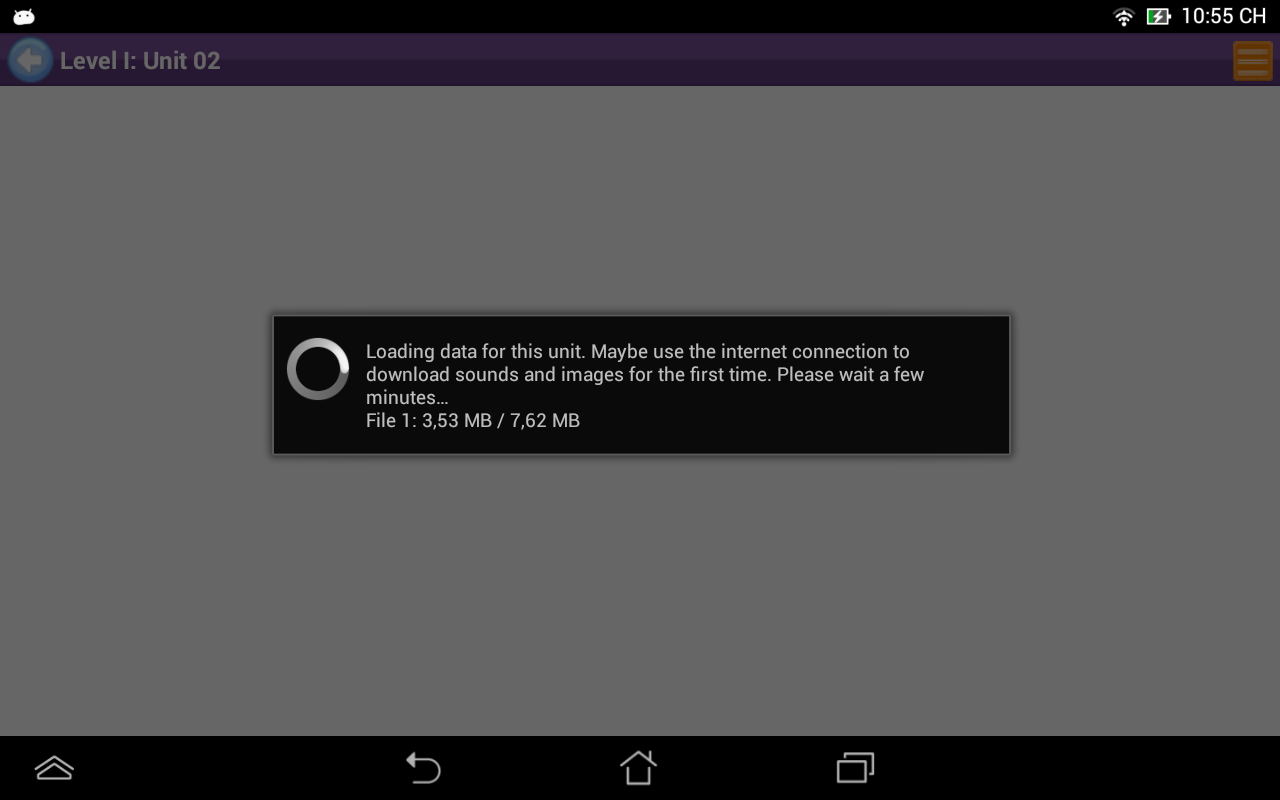 10:55 CH
Level I: Unit 02
Loading data for this unit. Maybe use the internet connection to
download sounds and images for the first time. Please wait a few
minutes...
File 1: 3,53 MB / 7,62 MB